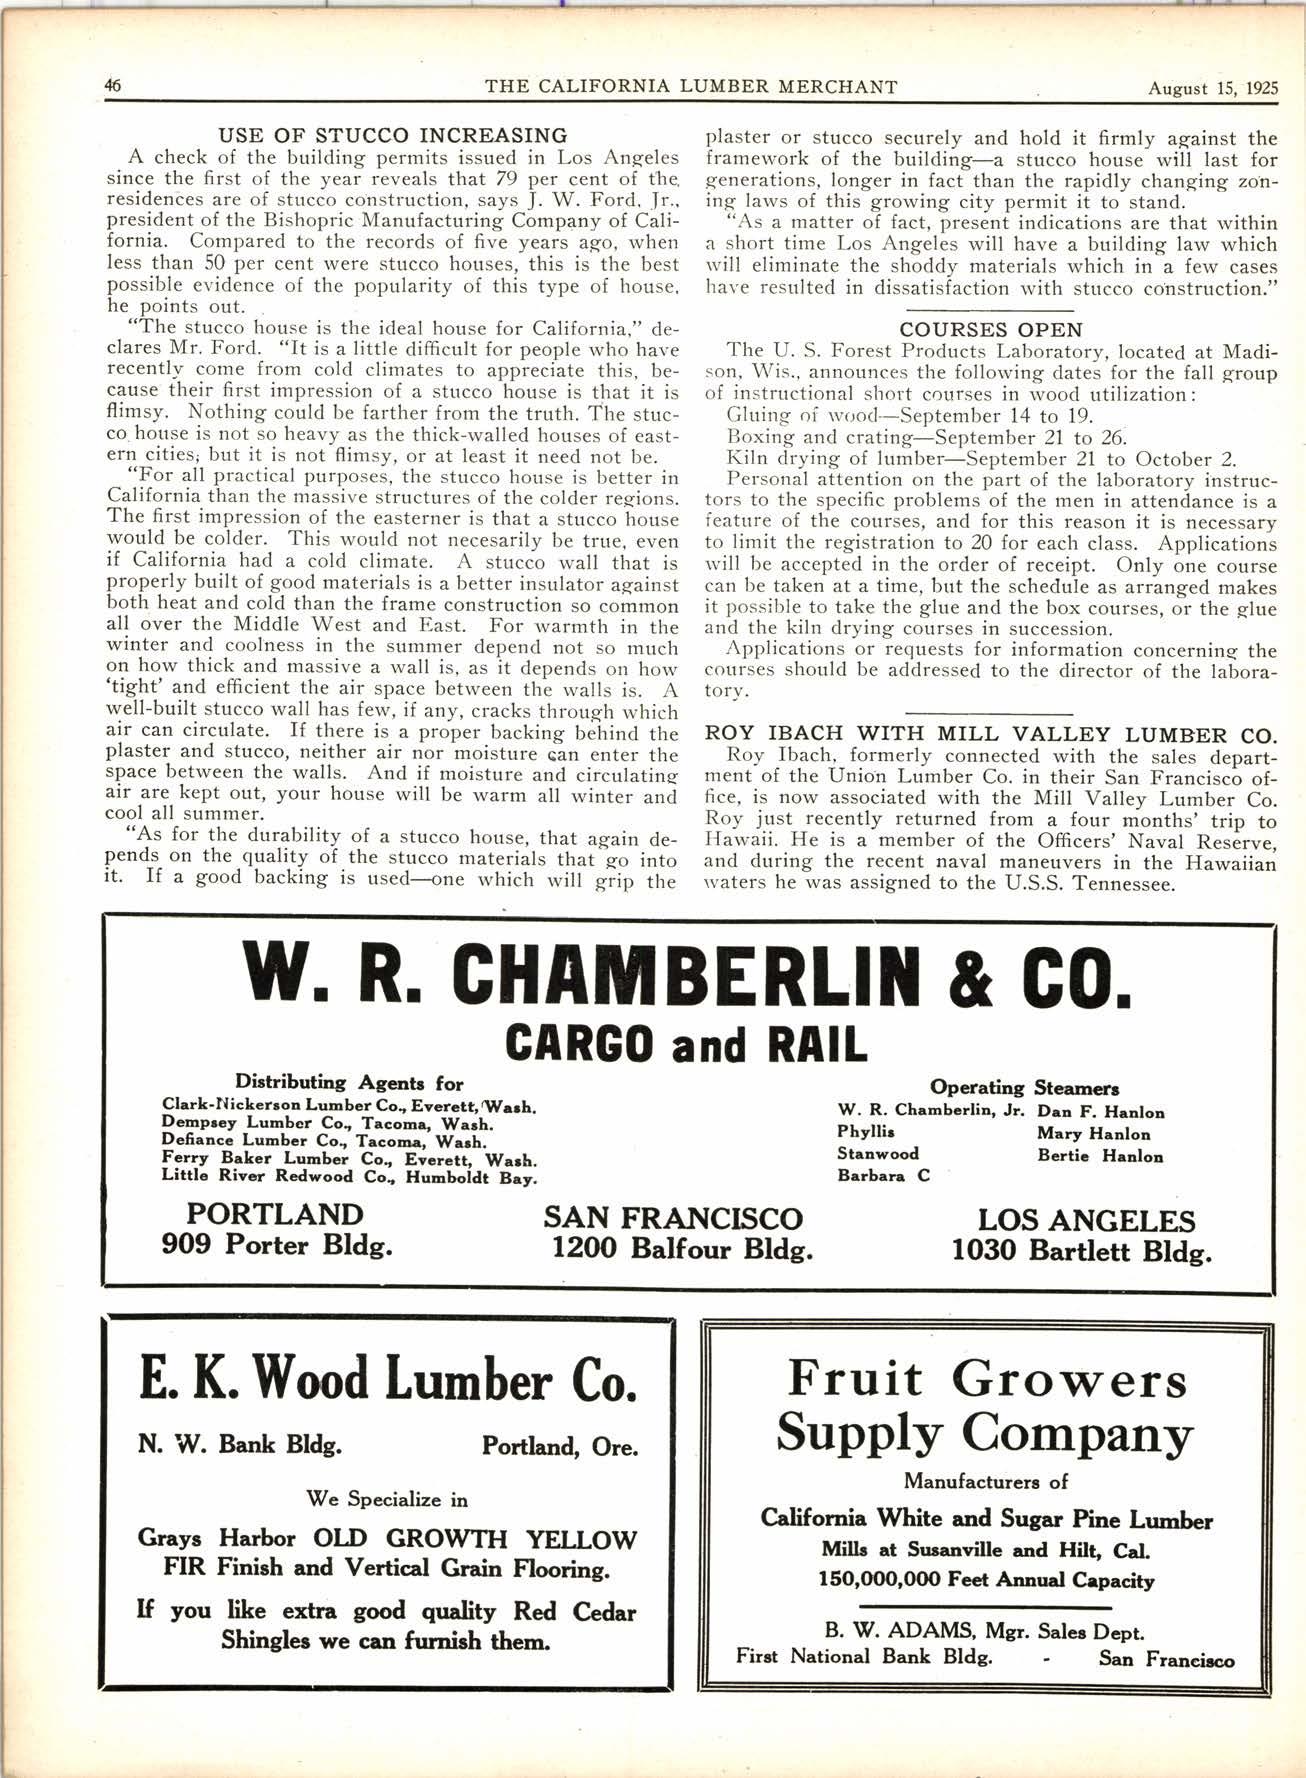 46
THE CALIFORNIA LUMBER MERCHANT
August 15, 1925
USE OF STUCCO INCREASING
A check of the building permits issued in Los Angeles
since the first of the year reveals that 79 per cent of the
residences are of stucco construction, says J. W. Ford, Jr.,
president of the Bishopric Manufacturing Company of Cali-
fornia. Compared to the records of five years ago, when
less than 50 per cent were stucco houses, this is the best
possible evidence of the popularity of this type of house,
he points out.
“The stucco house is the ideal house for California,” de-
clares Mr. Ford. “It is a little difficult for people who have
recently come from cold climates to appreciate this, be-
cause their first impression of a stucco house is that it is
flimsy. Nothing could be farther from the truth. The stuc-
co house is not so heavy as the thick-walled houses of east-
ern cities; but it is not flimsy, or at least it need not be.
“For all practical purposes, the stucco house is better in
California than the massive structures of the colder regions.
The first impression of the easterner is that a stucco house
would be colder. This would not necesarily be true, even
if California had a cold climate. A stucco wall that is
properly built of good materials is a better insulator against
both heat and cold than the frame construction so common
all over the Middle West and East. For warmth in the
winter and coolness in the summer depend not so much
on how thick and massive a wall is, as it depends on how
‘tight’ and efficient the air space between the walls is. A
well-built stucco wall has few, if any, cracks through which
air can circulate. If there is a proper backing behind the
plaster and stucco, neither air nor moisture can enter the
space between the walls. And if moisture and circulating
air are kept out, your house will be warm all winter and
cool all summer.
“As for the durability of a stucco house, that again de-
pends on the quality of the stucco materials that go into
it. If a good backing is used—one which will grip the
plaster or stucco securely and hold it firmly against the
framework of the building—a stucco house will last for
generations, longer in fact than the rapidly changing zon-
ing laws of this growing city permit it to stand.
“As a matter of fact, present indications are that within
a short time Los Angeles will have a building law which
will eliminate the shoddy materials which in a few cases
have resulted in dissatisfaction with stucco construction.”
COURSES OPEN
The U. S. Forest Products Laboratory, located at Madi-
son, Wis., announces the following dates for the fall group
of instructional short courses in wood utilization:
Gluing of wood—September 14 to 19.
Boxing and crating—September 21 to 26.
Kiln drying of lumber—September 21 to October 2.
Personal attention on the part of the laboratory instruc-
tors to the specific problems of the men in attendance is a
feature of the courses, and for this reason it is necessary
to limit the registration to 20 for each class. Applications
will be accepted in the order of receipt. Only one course
can be taken at a time, but the schedule as arranged makes
it possible to take the glue and the box courses, or the glue
and the kiln drying courses in succession.
Applications or requests for information concerning the
courses should be addressed to the director of the labora-
tory.
ROY IBACH WITH MILL VALLEY LUMBER CO.
Roy Ibach, formerly connected with the sales depart-
ment of the Union Lumber Co. in their San Francisco of-
fice, is now associated with the Mill Valley Lumber Co.
Roy just recently returned from a four months’ trip to
Hawaii. He is a member of the Officers’ Naval Reserve,
and during the recent naval maneuvers in the Hawaiian
waters he was assigned to the U.S.S. Tennessee.
W. R. CHAMBERLIN & CO.
CARGO and RAIL
Distributing Agents for
Clark-Nickerson Lumber Co., Everett, Wash.
Dempsey Lumber Co., Tacoma, Wash.
Defiance Lumber Co., Tacoma, Wash.
Ferry Baker Lumber Co., Everett, Wash.
Little River Redwood Co., Humboldt Bay.
Operating Steamers
W. R. Chamberlin, Jr. Dan F. Hanlon
Phyllis Mary Hanlon
Stanwood Bertie Hanlon
Barbara C
PORTLAND
909 Porter Bldg.
SAN FRANCISCO
1200 Balfour Bldg.
LOS ANGELES
1030 Bartlett Bldg.
E. K. Wood Lumber Co.
N. W. Bank Bldg. Portland, Ore.
We Specialize in
Grays Harbor OLD GROWTH YELLOW
FIR Finish and Vertical Grain Flooring.
If you like extra good quality Red Cedar
Shingles we can furnish them.
Fruit Growers
Supply Company
Manufacturers of
California White and Sugar Pine Lumber
Mills at Susanville and Hilt, Cal.
150,000,000 Feet Annual Capacity
B. W. ADAMS, Mgr. Sales Dept.
First National Bank Bldg. - San Francisco